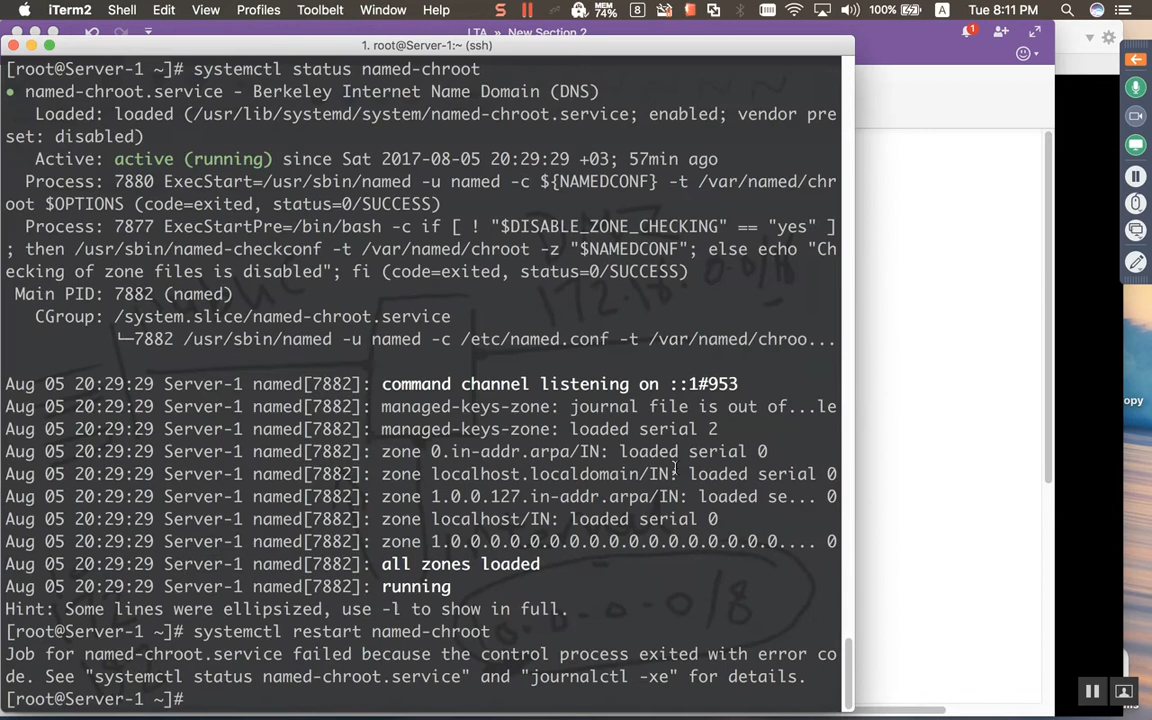 iTerm2 Shell Edit View Profiles Toolbelt Window Help MEM 74% 8 100% A Tue 8:11 PM
LTA
New Section 2
1
1. root@Server-1:~ (ssh)
[root@Server-1 ~]# systemctl status named-chroot
● named-chroot.service - Berkeley Internet Name Domain (DNS)
Loaded: loaded (/usr/lib/systemd/system/named-chroot.service; enabled; vendor pre
set: disabled)
Active: active (running) since Sat 2017-08-05 20:29:29 +03; 57min ago
Process: 7880 ExecStart=/usr/sbin/named -u named -c ${NAMEDCONF} -t /var/named/chr
oot $OPTIONS (code=exited, status=0/SUCCESS)
Process: 7877 ExecStartPre=/bin/bash -c if [ ! "$DISABLE_ZONE_CHECKING" == "yes" ]
; then /usr/sbin/named-checkconf -t /var/named/chroot -z "$NAMEDCONF"; else echo "Ch
ecking of zone files is disabled"; fi (code=exited, status=0/SUCCESS)
Main PID: 7882 (named)
CGroup: /system.slice/named-chroot.service
└─7882 /usr/sbin/named -u named -c /etc/named.conf -t /var/named/chroo...
Aug 05 20:29:29 Server-1 named[7882]: command channel listening on ::1#953
Aug 05 20:29:29 Server-1 named[7882]: managed-keys-zone: journal file is out of...le
Aug 05 20:29:29 Server-1 named[7882]: managed-keys-zone: loaded serial 2
Aug 05 20:29:29 Server-1 named[7882]: zone 0.in-addr.arpa/IN: loaded serial 0
Aug 05 20:29:29 Server-1 named[7882]: zone localhost.localdomain/IN: loaded serial 0
Aug 05 20:29:29 Server-1 named[7882]: zone 1.0.0.127.in-addr.arpa/IN: loaded se... 0
Aug 05 20:29:29 Server-1 named[7882]: zone localhost/IN: loaded serial 0
Aug 05 20:29:29 Server-1 named[7882]: zone 1.0.0.0.0.0.0.0.0.0.0.0.0.0.0.0.0.... 0
Aug 05 20:29:29 Server-1 named[7882]: all zones loaded
Aug 05 20:29:29 Server-1 named[7882]: running
Hint: Some lines were ellipsized, use -l to show in full.
[root@Server-1 ~]# systemctl restart named-chroot
Job for named-chroot.service failed because the control process exited with error co
de. See "systemctl status named-chroot.service" and "journalctl -xe" for details.
[root@Server-1 ~]#
opy
DMZ
public